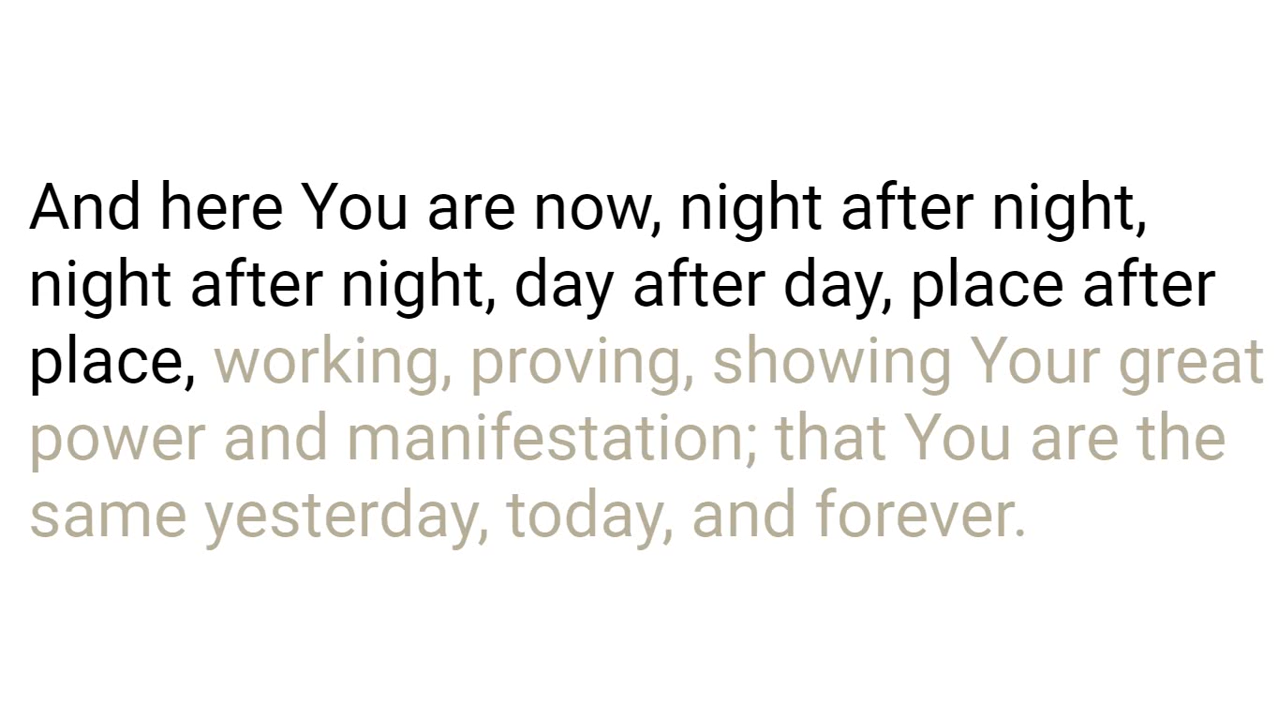 And here You are now, night after night,
night after night, day after day, place after
place, working, proving, showing Your great
power and manifestation; that You are the
same yesterday, today, and forever.